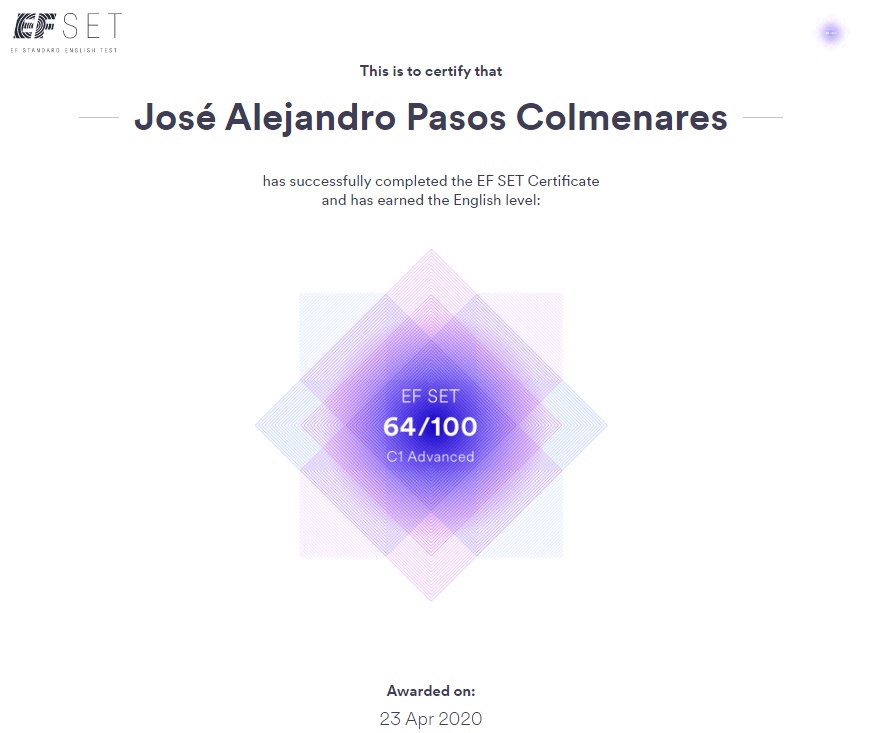 EF SET
EF STANDARD ENGLISH TEST
This is to certify that
José Alejandro Pasos Colmenares
has successfully completed the EF SET Certificate
and has earned the English level:
EF SET
64/100
C1 Advanced
Awarded on:
23 Apr 2020